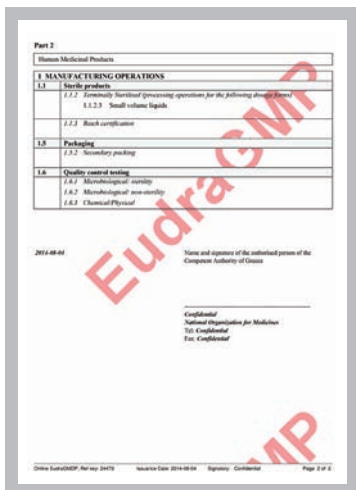 Part 2
Human Medicinal Products
1 MANUFACTURING OPERATIONS
1.1 Sterile products
1.1.2 Terminally Sterilised (processing operations for the following dosage forms)
1.1.2.3 Small volume liquids
1.1.3 Batch certification
1.5 Packaging
1.5.2 Secondary packing
1.6 Quality control testing
1.6.1 Microbiological: sterility
1.6.2 Microbiological: non-sterility
1.6.3 Chemical/Physical
EudraGMP
2014-08-04
Name and signature of the authorised person of the
Competent Authority of Greece
Confidential
National Organization for Medicines
Tel: Confidential
Fax: Confidential
MP
Online EudraGMDP, Ref key: 24472 Issuance Date 2014-08-04 Signatory: Confidential Page 2 of 2